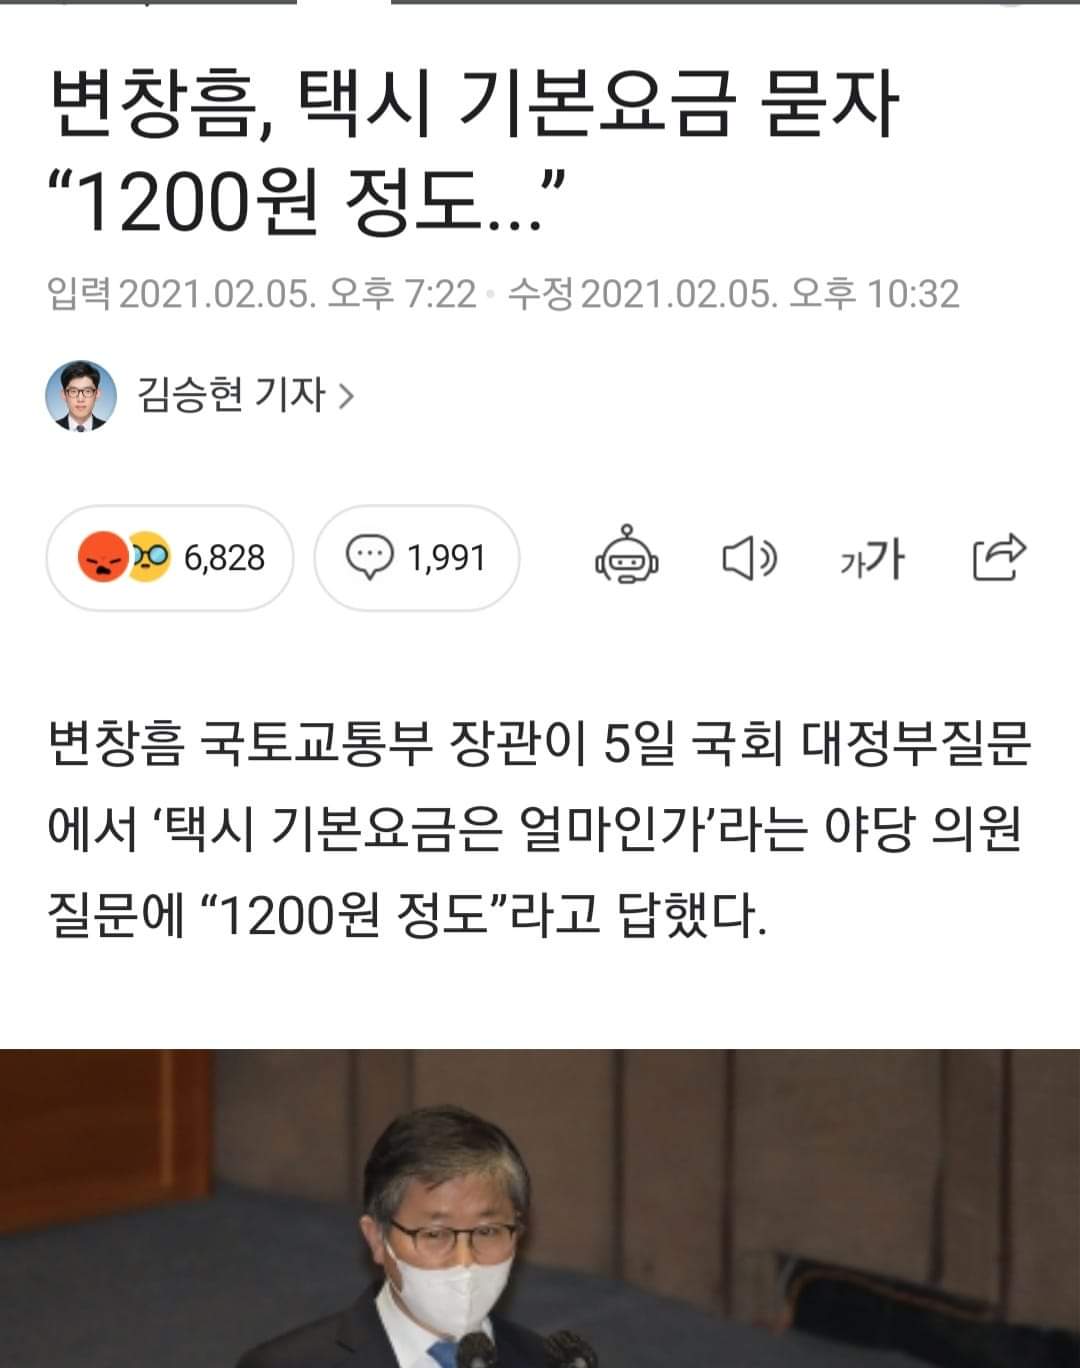 변창흠, 택시 기본요금 묻자
“1200원 정도...”
입력 2021.02.05. 오후 7:22 · 수정 2021.02.05. 오후 10:32
김승현 기자 >
6,828
1,991
가가
변창흠 국토교통부 장관이 5일 국회 대정부질문
에서 ‘택시 기본요금은 얼마인가’라는 야당 의원
질문에 “1200원 정도”라고 답했다.